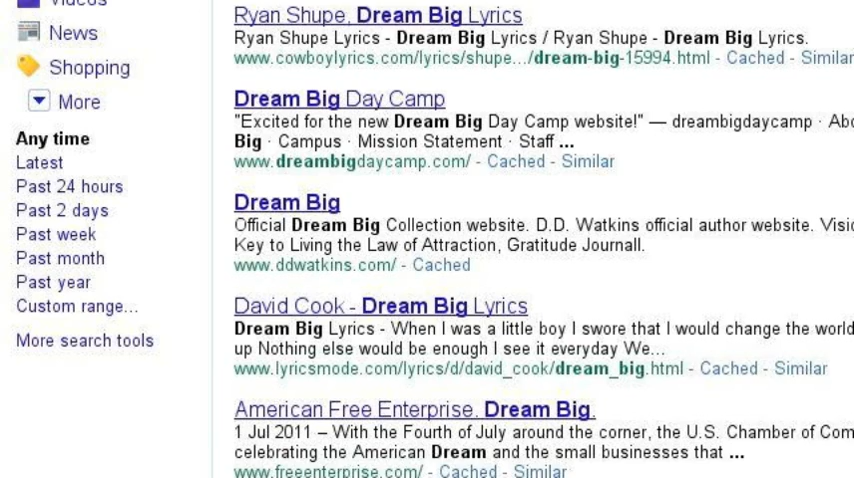 Videos
News
Shopping
More
Any time
Latest
Past 24 hours
Past 2 days
Past week
Past month
Past year
Custom range...
More search tools
Ryan Shupe, Dream Big Lyrics
Ryan Shupe Lyrics - Dream Big Lyrics / Ryan Shupe - Dream Big Lyrics.
www.cowboylyrics.com/lyrics/shupe.../dream-big-15994.html - Cached - Similar
Dream Big Day Camp
"Excited for the new Dream Big Day Camp website!" — dreambigdaycamp ·
Big · Campus · Mission Statement · Staff ...
www.dreambigdaycamp.com/ - Cached - Similar
Dream Big
Official Dream Big Collection website. D.D. Watkins official author website.
Key to Living the Law of Attraction, Gratitude Journall.
www.ddwatkins.com/ - Cached
David Cook - Dream Big Lyrics
Dream Big Lyrics - When I was a little boy I swore that I would change the world
up Nothing else would be enough I see it everyday We...
www.lyricsmode.com/lyrics/d/david_cook/dream_big.html - Cached - Similar
American Free Enterprise. Dream Big.
1 Jul 2011 – With the Fourth of July around the corner, the U.S. Chamber of
celebrating the American Dream and the small businesses that ...
www.freeenterprise.com/ - Cached - Similar